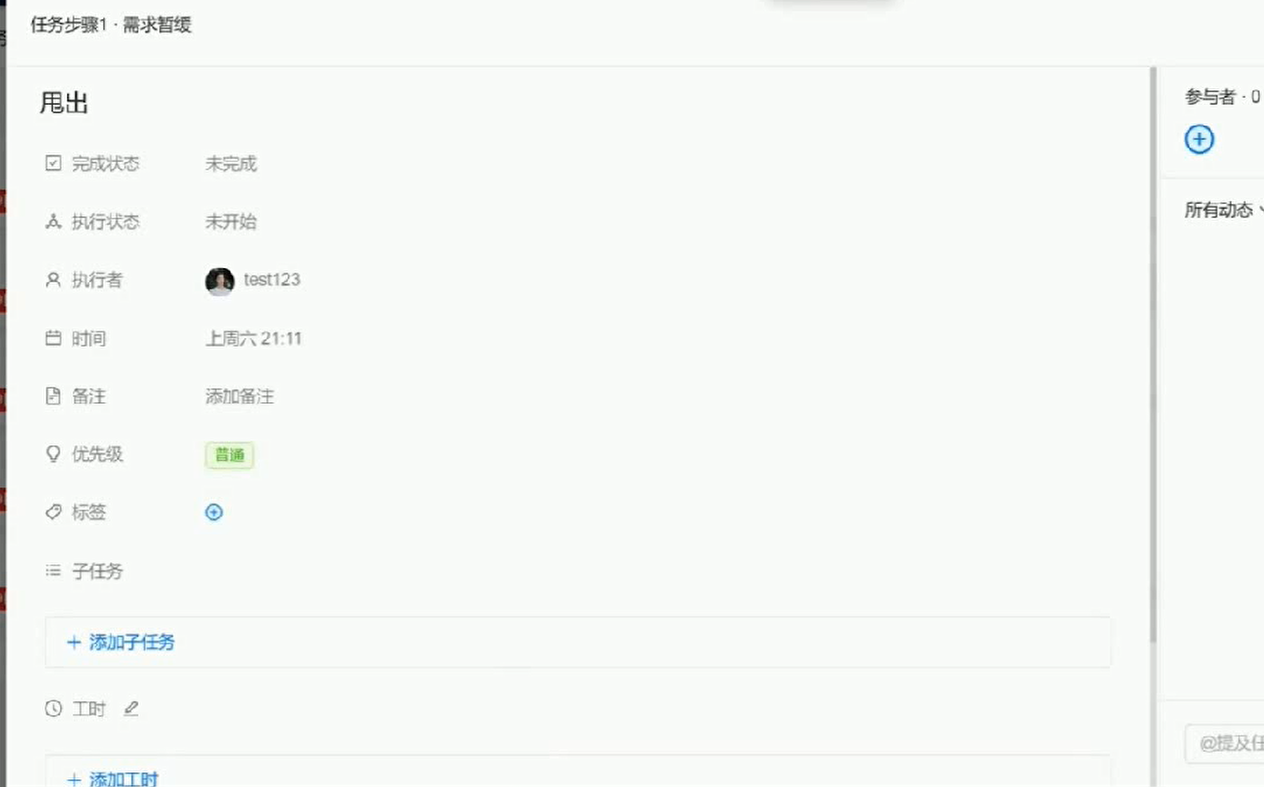 任务步骤1 · 需求暂缓
甩出
完成状态 未完成
执行状态 未开始
执行者 test123
时间 上周六 21:11
备注 添加备注
优先级 普通
标签
子任务
+ 添加子任务
工时
+ 添加工时
参与者 · 0
所有动态
@提及任